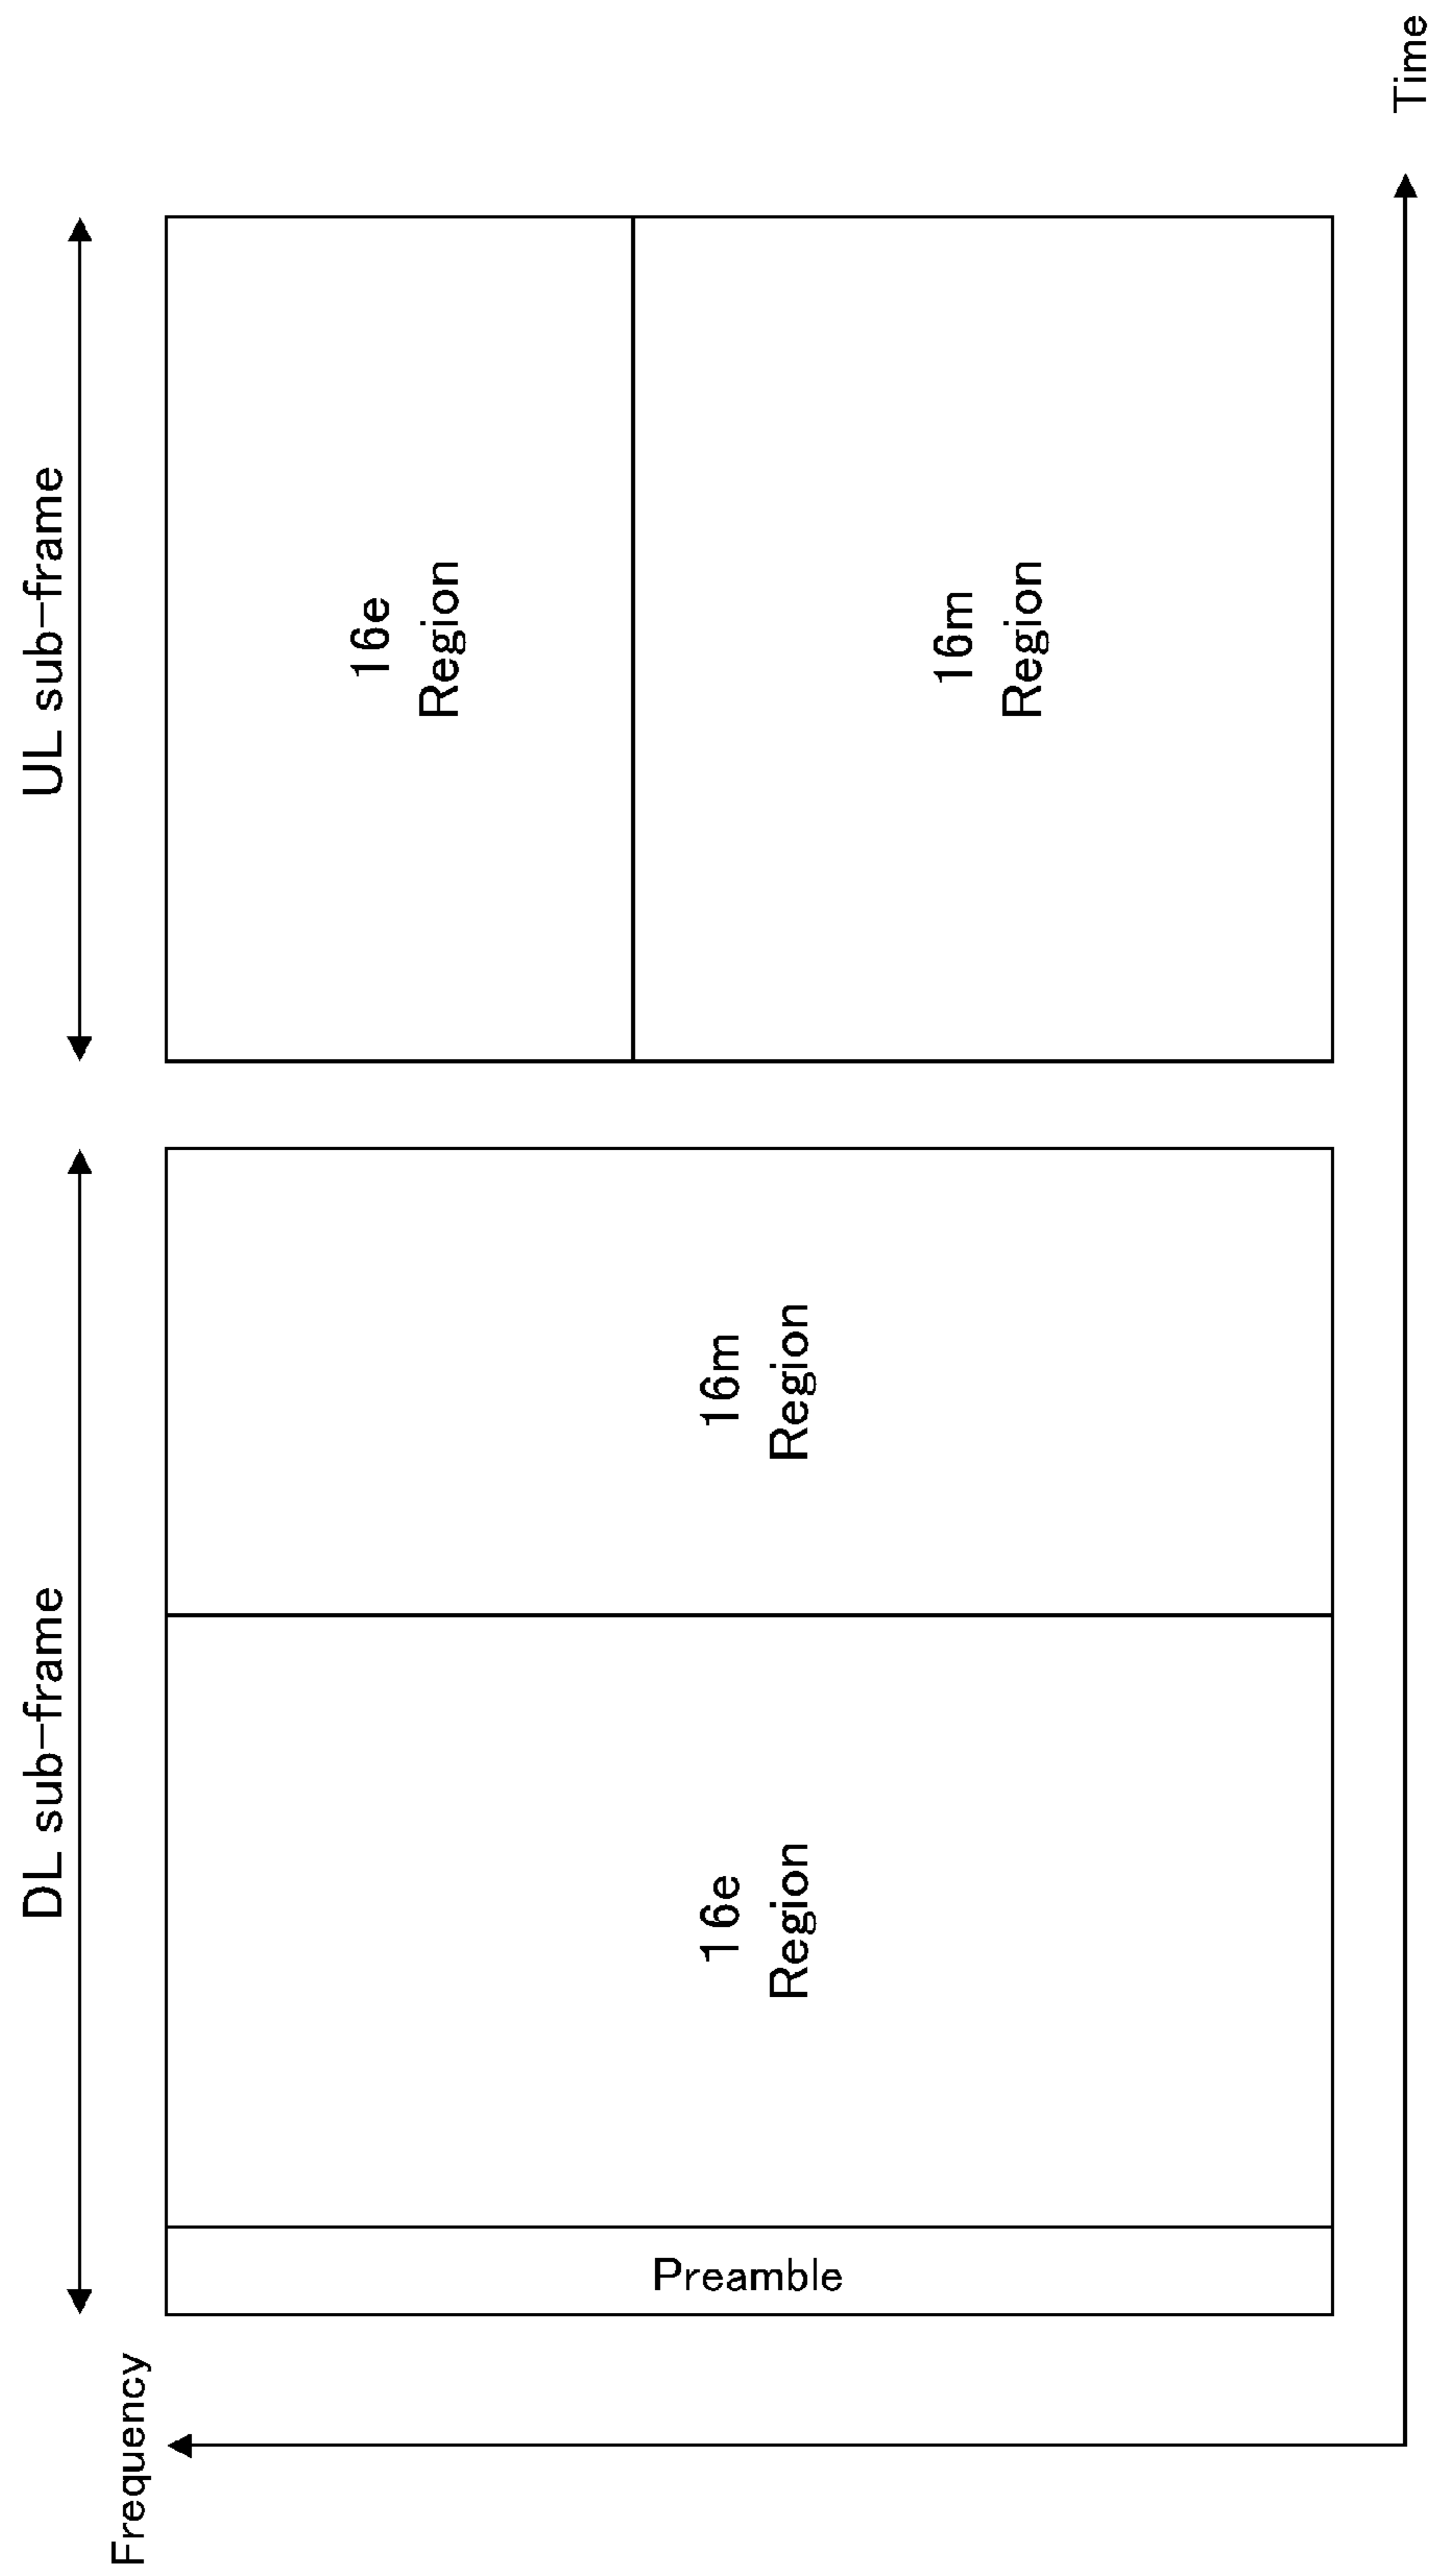 DL sub-frame
UL sub-frame
Frequency
Preamble
16e
Region
16m
Region
16e
Region
16m
Region
Time